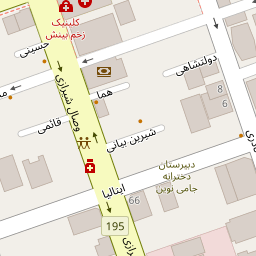 کلینیک
زخم بینش
حسینی
دولتشاهی
وصال شیرازی
هما
8
6
قائمی
شیرین بیانی
دبیرستان
دخترانه
جامی نوین
ایتالیا
66
195